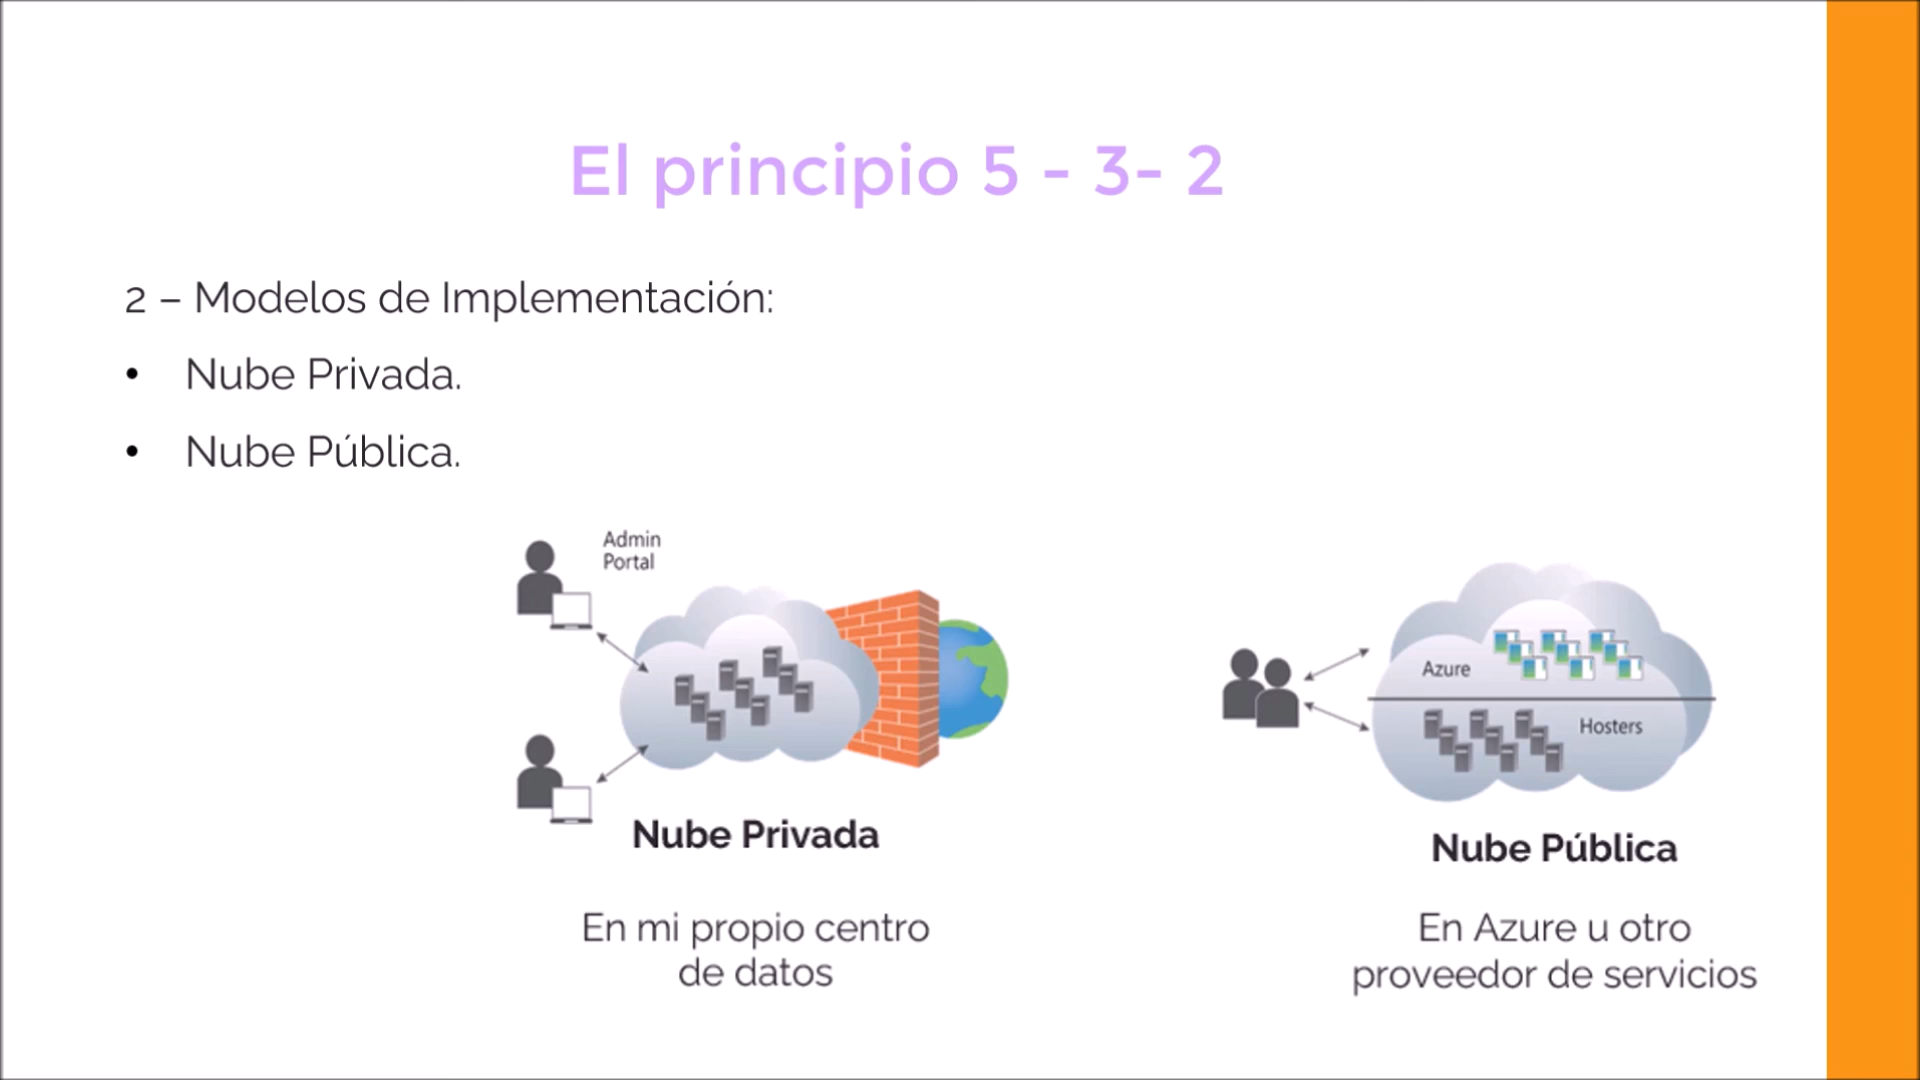 El principio 5 - 3- 2
2 – Modelos de Implementación:
• Nube Privada.
• Nube Pública.
Admin
Portal
Nube Privada
En mi propio centro
de datos
Azure
Hosters
Nube Pública
En Azure u otro
proveedor de servicios